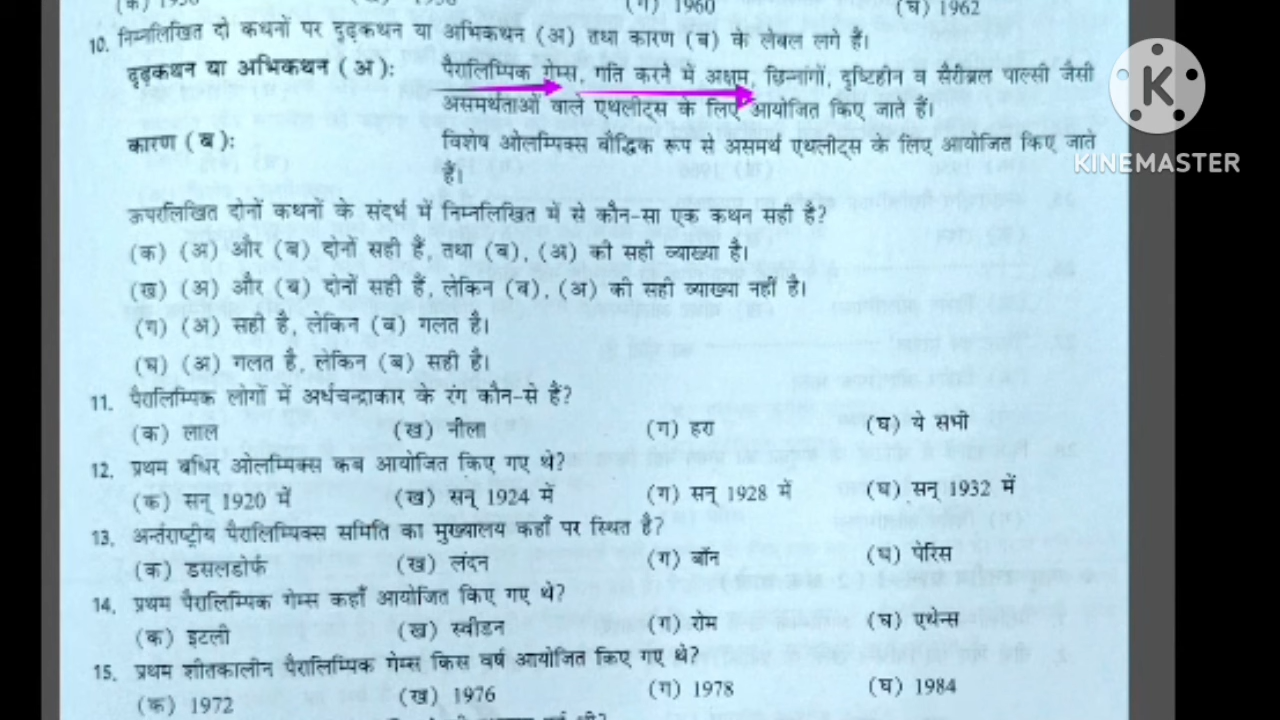 (ग) 1960 (घ) 1962
10. निम्नलिखित दो कथनों पर दृढ़कथन या अभिकथन (अ) तथा कारण (ब) के लेबल लगे हैं।
दृढ़कथन या अभिकथन (अ): पैरालिम्पिक गेम्स, गति करने में अक्षम, छिन्नांगों, दृष्टिहीन व सैरीब्रल पाल्सी जैसी
असमर्थताओं वाले एथलीट्स के लिए आयोजित किए जाते हैं।
कारण (ब): विशेष ओलम्पिक्स बौद्धिक रूप से असमर्थ एथलीट्स के लिए आयोजित किए जाते
हैं।
ऊपरलिखित दोनों कथनों के संदर्भ में निम्नलिखित में से कौन-सा एक कथन सही है?
(क) (अ) और (ब) दोनों सही हैं, तथा (ब), (अ) की सही व्याख्या है।
(ख) (अ) और (ब) दोनों सही हैं, लेकिन (ब), (अ) की सही व्याख्या नहीं है।
(ग) (अ) सही है, लेकिन (ब) गलत है।
(घ) (अ) गलत है, लेकिन (ब) सही है।
11. पैरालिम्पिक लोगों में अर्धचन्द्राकार के रंग कौन-से हैं?
(क) लाल (ख) नीला (ग) हरा (घ) ये सभी
12. प्रथम बधिर ओलम्पिक्स कब आयोजित किए गए थे?
(क) सन् 1920 में (ख) सन् 1924 में (ग) सन् 1928 में (घ) सन् 1932 में
13. अर्न्तराष्ट्रीय पैरालिम्पिक्स समिति का मुख्यालय कहाँ पर स्थित है?
(क) डसलडोर्फ (ख) लंदन (ग) बॉन (घ) पेरिस
14. प्रथम पैरालिम्पिक गेम्स कहाँ आयोजित किए गए थे?
(क) इटली (ख) स्वीडन (ग) रोम (घ) एथेन्स
15. प्रथम शीतकालीन पैरालिम्पिक गेम्स किस वर्ष आयोजित किए गए थे?
(क) 1972 (ख) 1976 (ग) 1978 (घ) 1984
K
KINEMASTER